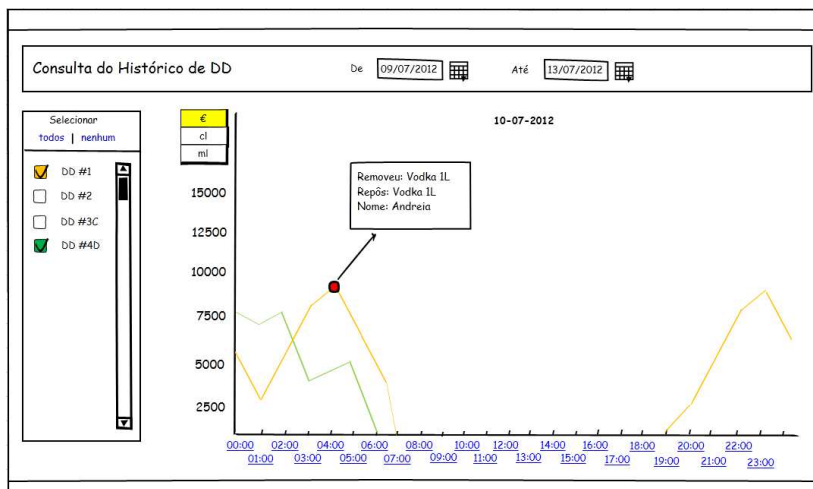 Consulta do Histórico de DD
De 09/07/2012
Até 13/07/2012
Selecionar
todos | nenhum
DD #1
DD #2
DD #3C
DD #4D
€
cl
ml
10-07-2012
Removeu: Vodka 1L
Repôs: Vodka 1L
Nome: Andreia
15000
12500
10000
7500
5000
2500
00:00 02:00 04:00 06:00 08:00 10:00 12:00 14:00 16:00 18:00 20:00 22:00
01:00 03:00 05:00 07:00 09:00 11:00 13:00 15:00 17:00 19:00 21:00 23:00